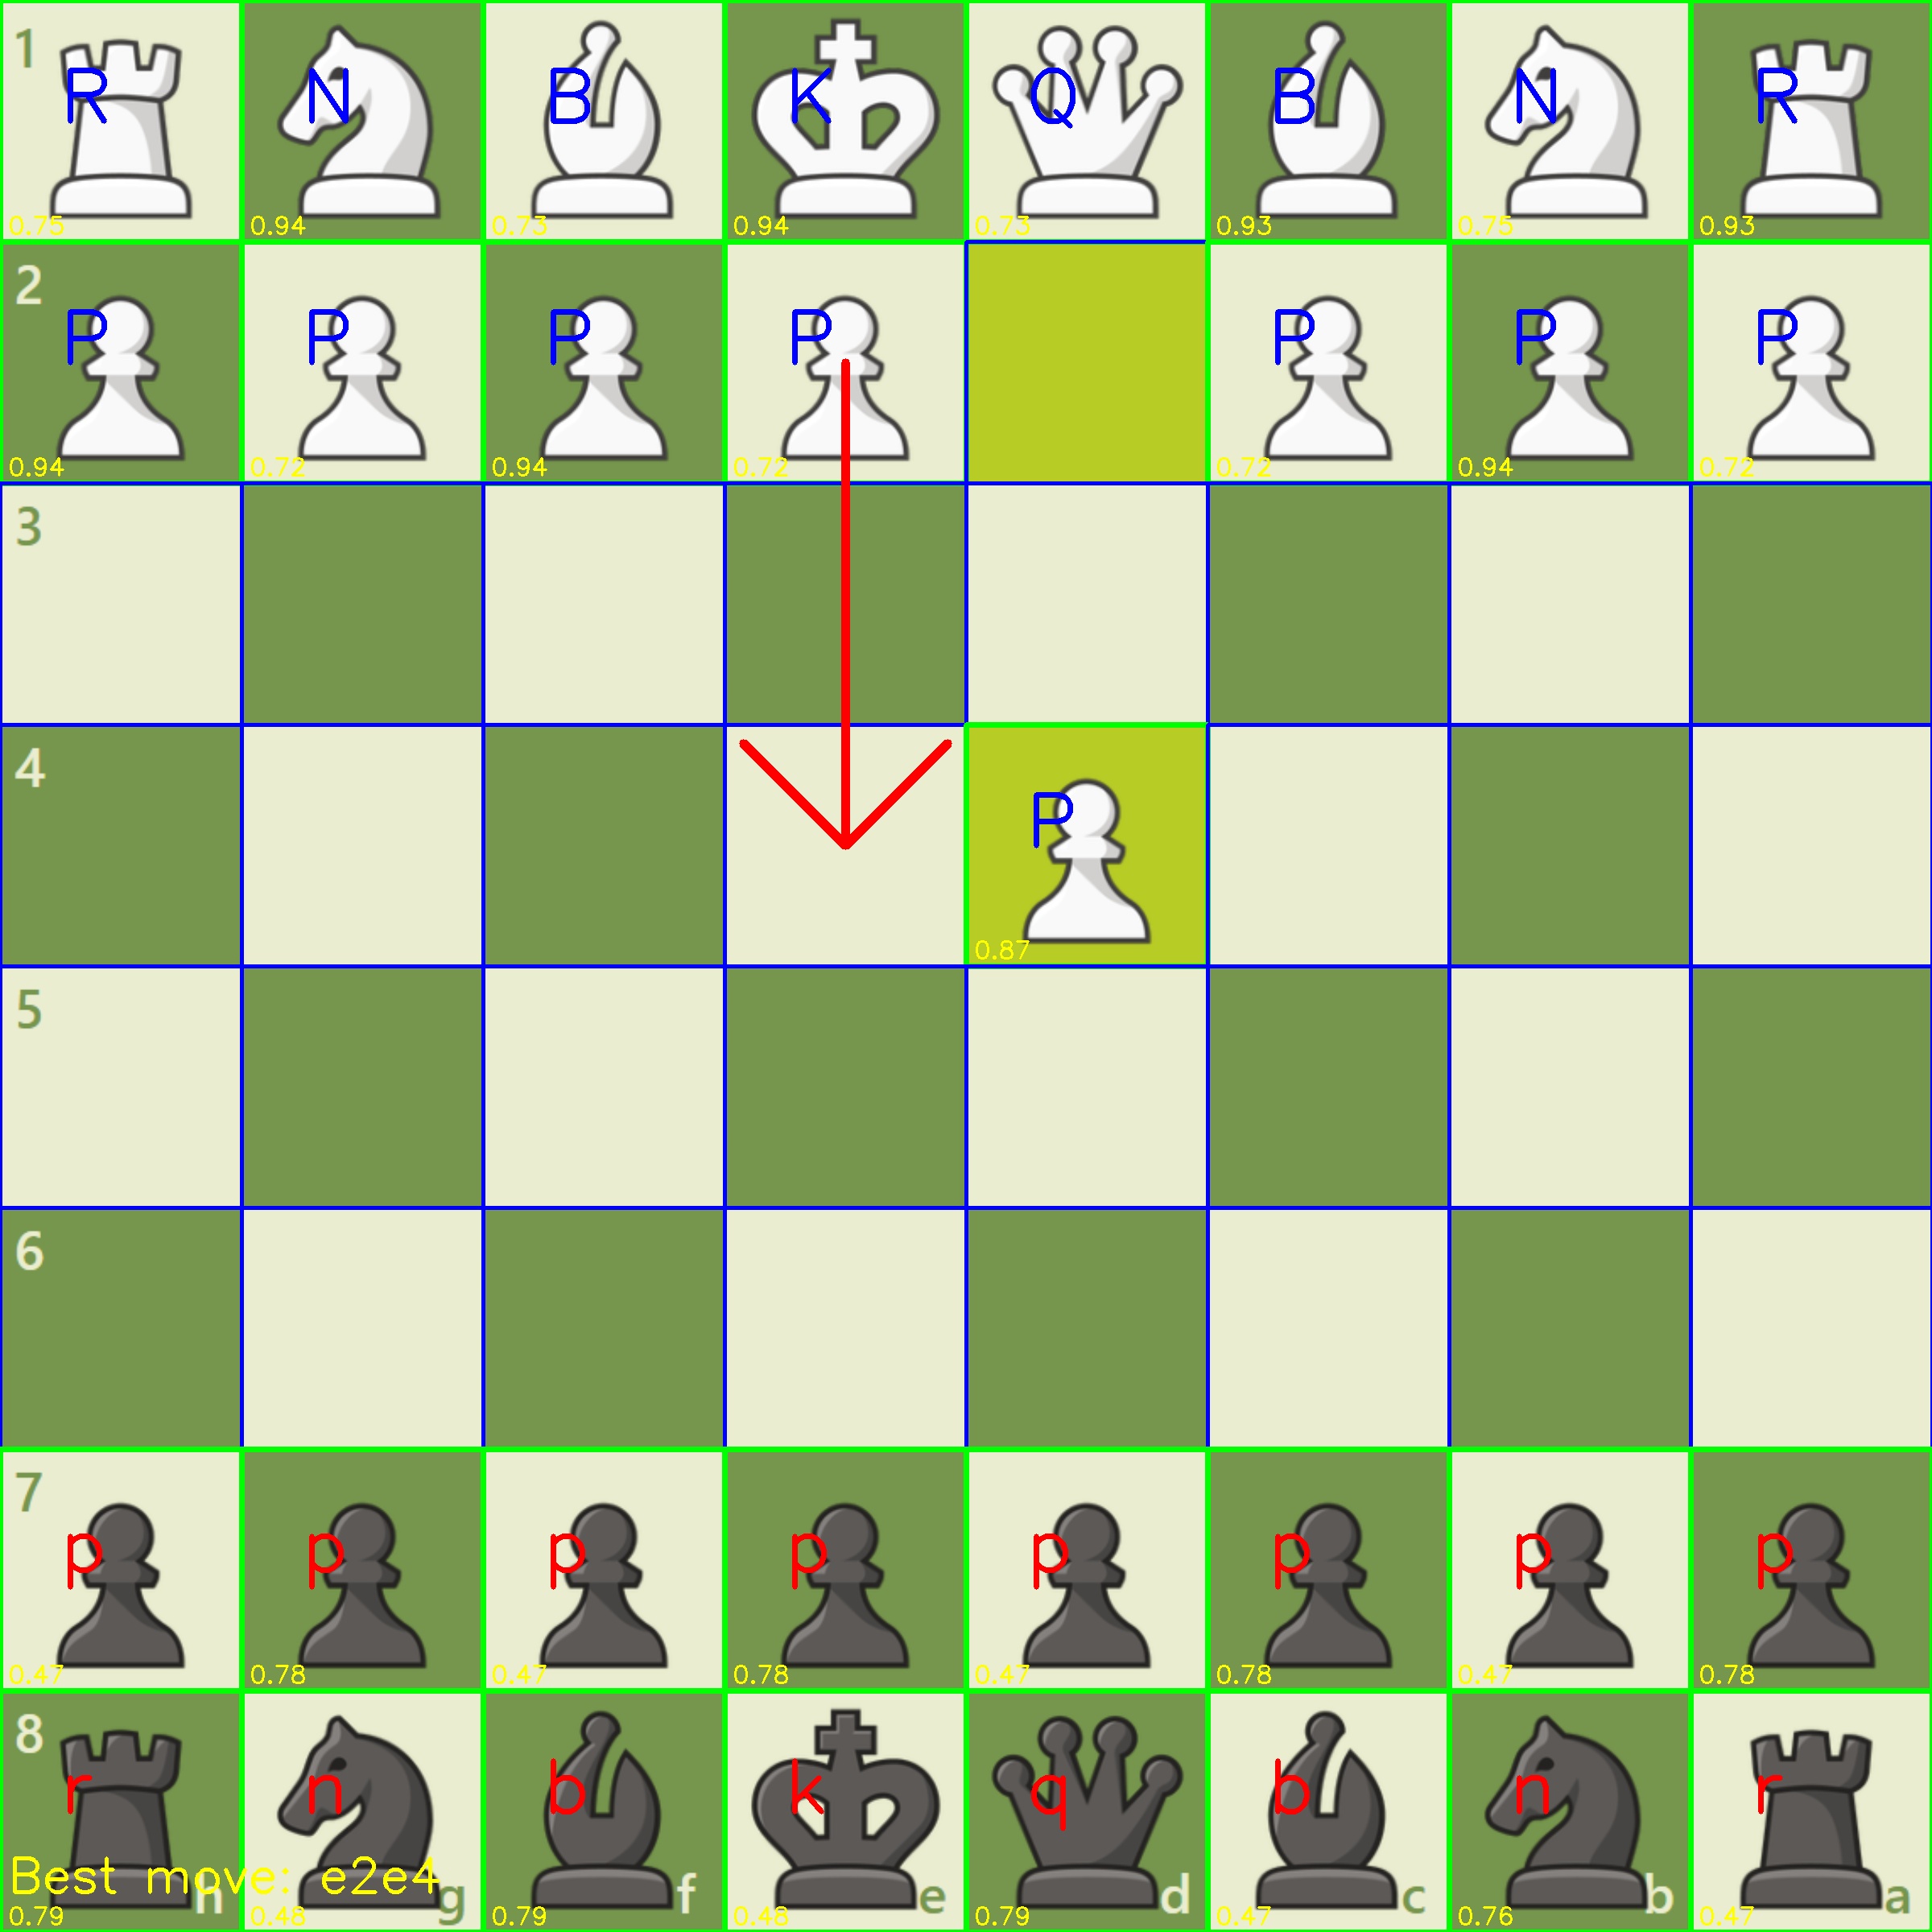 1 R N B K Q B N R
0.75 0.94 0.73 0.94 0.73 0.93 0.75 0.93
2 P P P P P P P
0.94 0.72 0.94 0.72 0.72 0.94 0.72
3
4 P
0.87
5
6
7 p p p p p p p p
0.47 0.78 0.47 0.78 0.47 0.78 0.47 0.78
8 r n b k q b n r
Best move: e2e4
h g f e d c b a
0.79 0.48 0.79 0.48 0.79 0.47 0.76 0.47